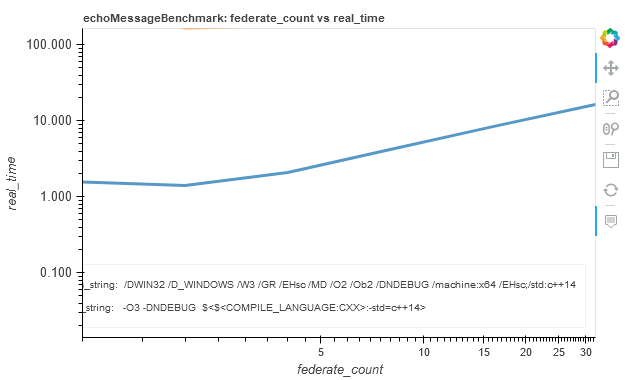 echoMessageBenchmark: federate_count vs real_time
100.000
10.000
1.000
0.100
real_time
_string: /DWIN32 /D_WINDOWS /W3 /GR /EHsc /MD /O2 /Ob2 /DNDEBUG /machine:x64 /EHsc;/std:c++14
_string: -O3 -DNDEBUG $<$<COMPILE_LANGUAGE:CXX>:-std=c++14>
5 10 15 20 25 30
federate_count